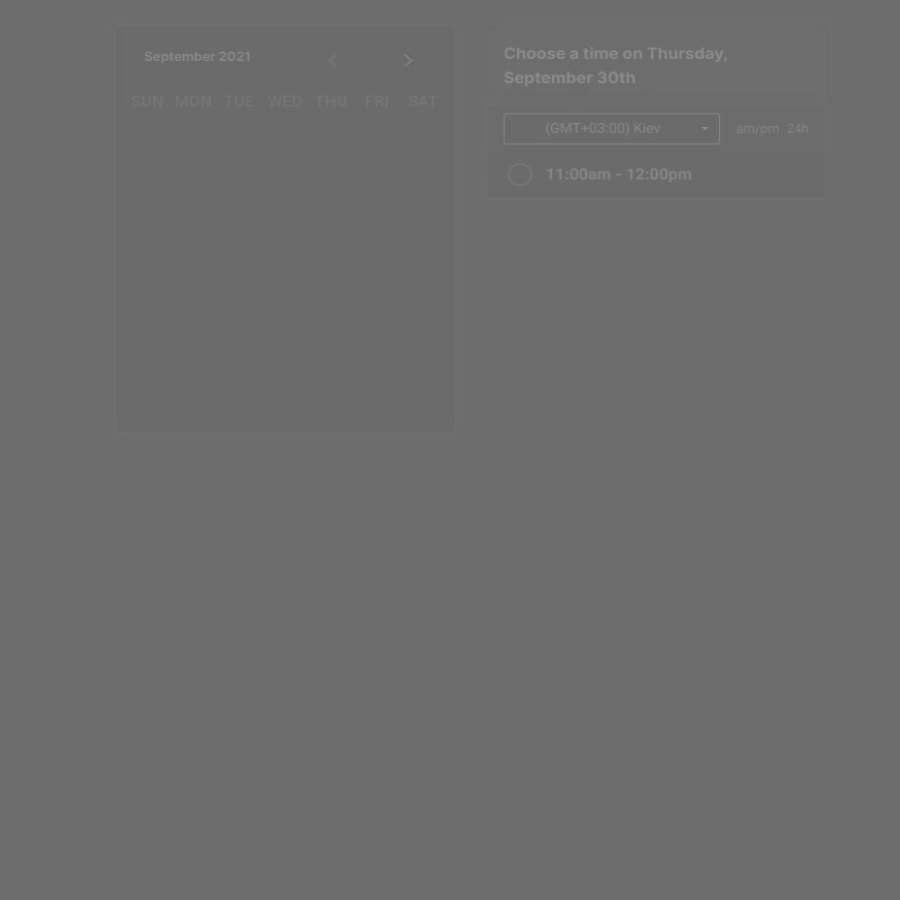 September 2021
SUN MON TUE WED THU FRI SAT
Choose a time on Thursday,
September 30th
(GMT+03:00) Kiev
am/pm 24h
11:00am - 12:00pm